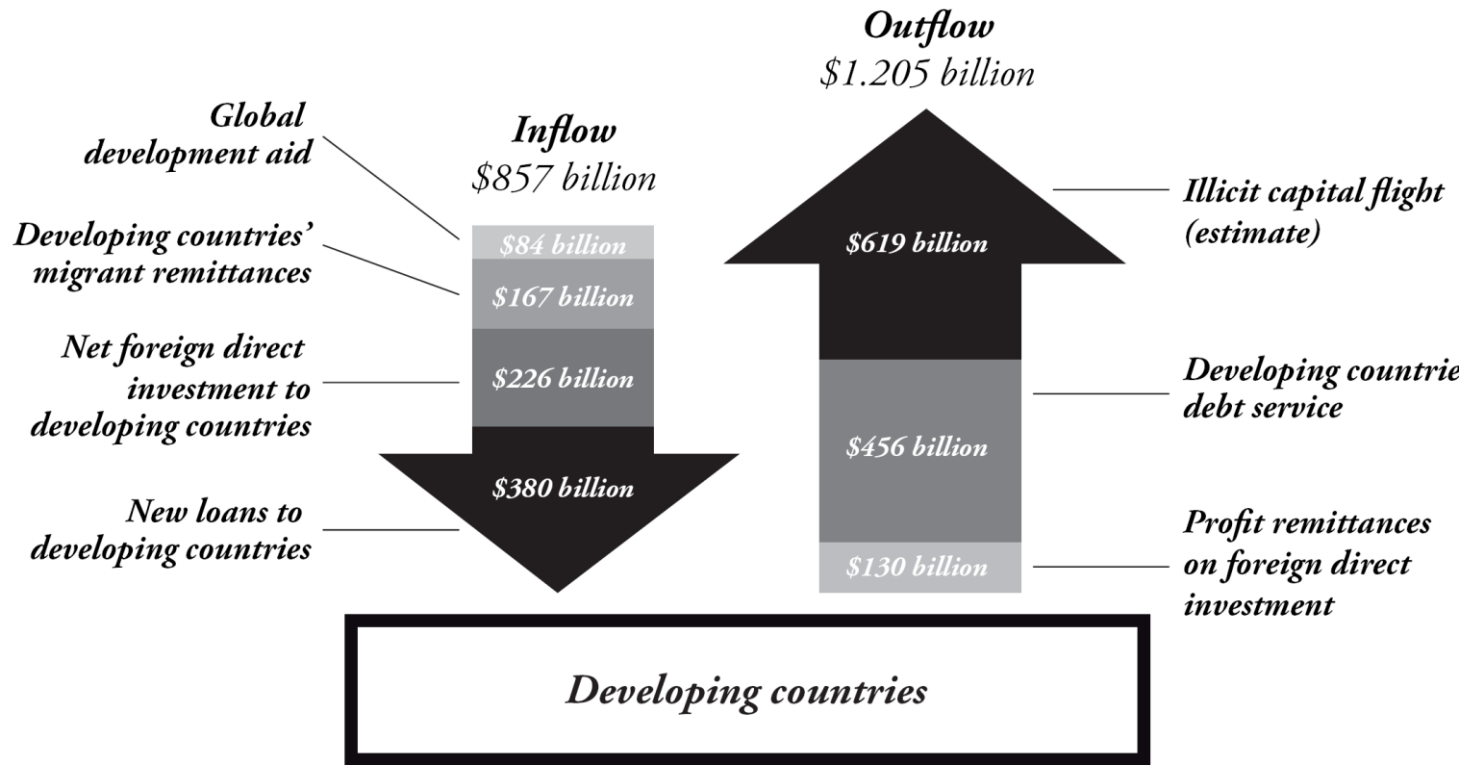 Outflow
$1.205 billion
Global
development aid
Inflow
$857 billion
Developing countries’
migrant remittances
Net foreign direct
investment to
developing countries
New loans to
developing countries
$84 billion
$167 billion
$226 billion
$380 billion
$619 billion
$456 billion
$130 billion
Illicit capital flight
(estimate)
Developing countrie
debt service
Profit remittances
on foreign direct
investment
Developing countries